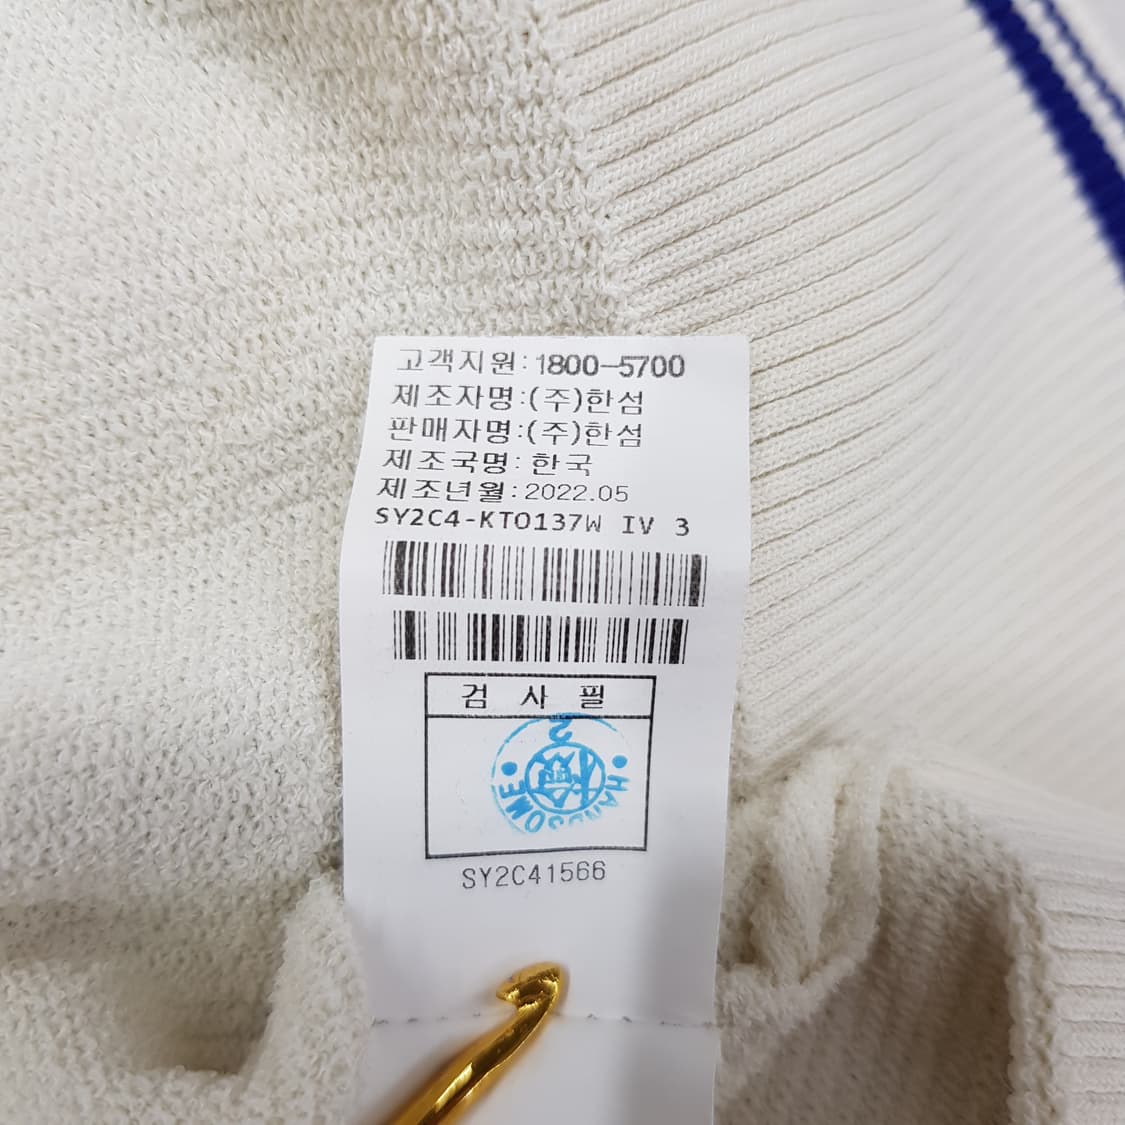 고객지원:1800-5700
제조자명:(주)한섬
판매자명:(주)한섬
제조국명: 한국
제조년월:2022.05
SY2C4-KTO137W IV 3
검 사 필
HANDSOME
SY2C41566